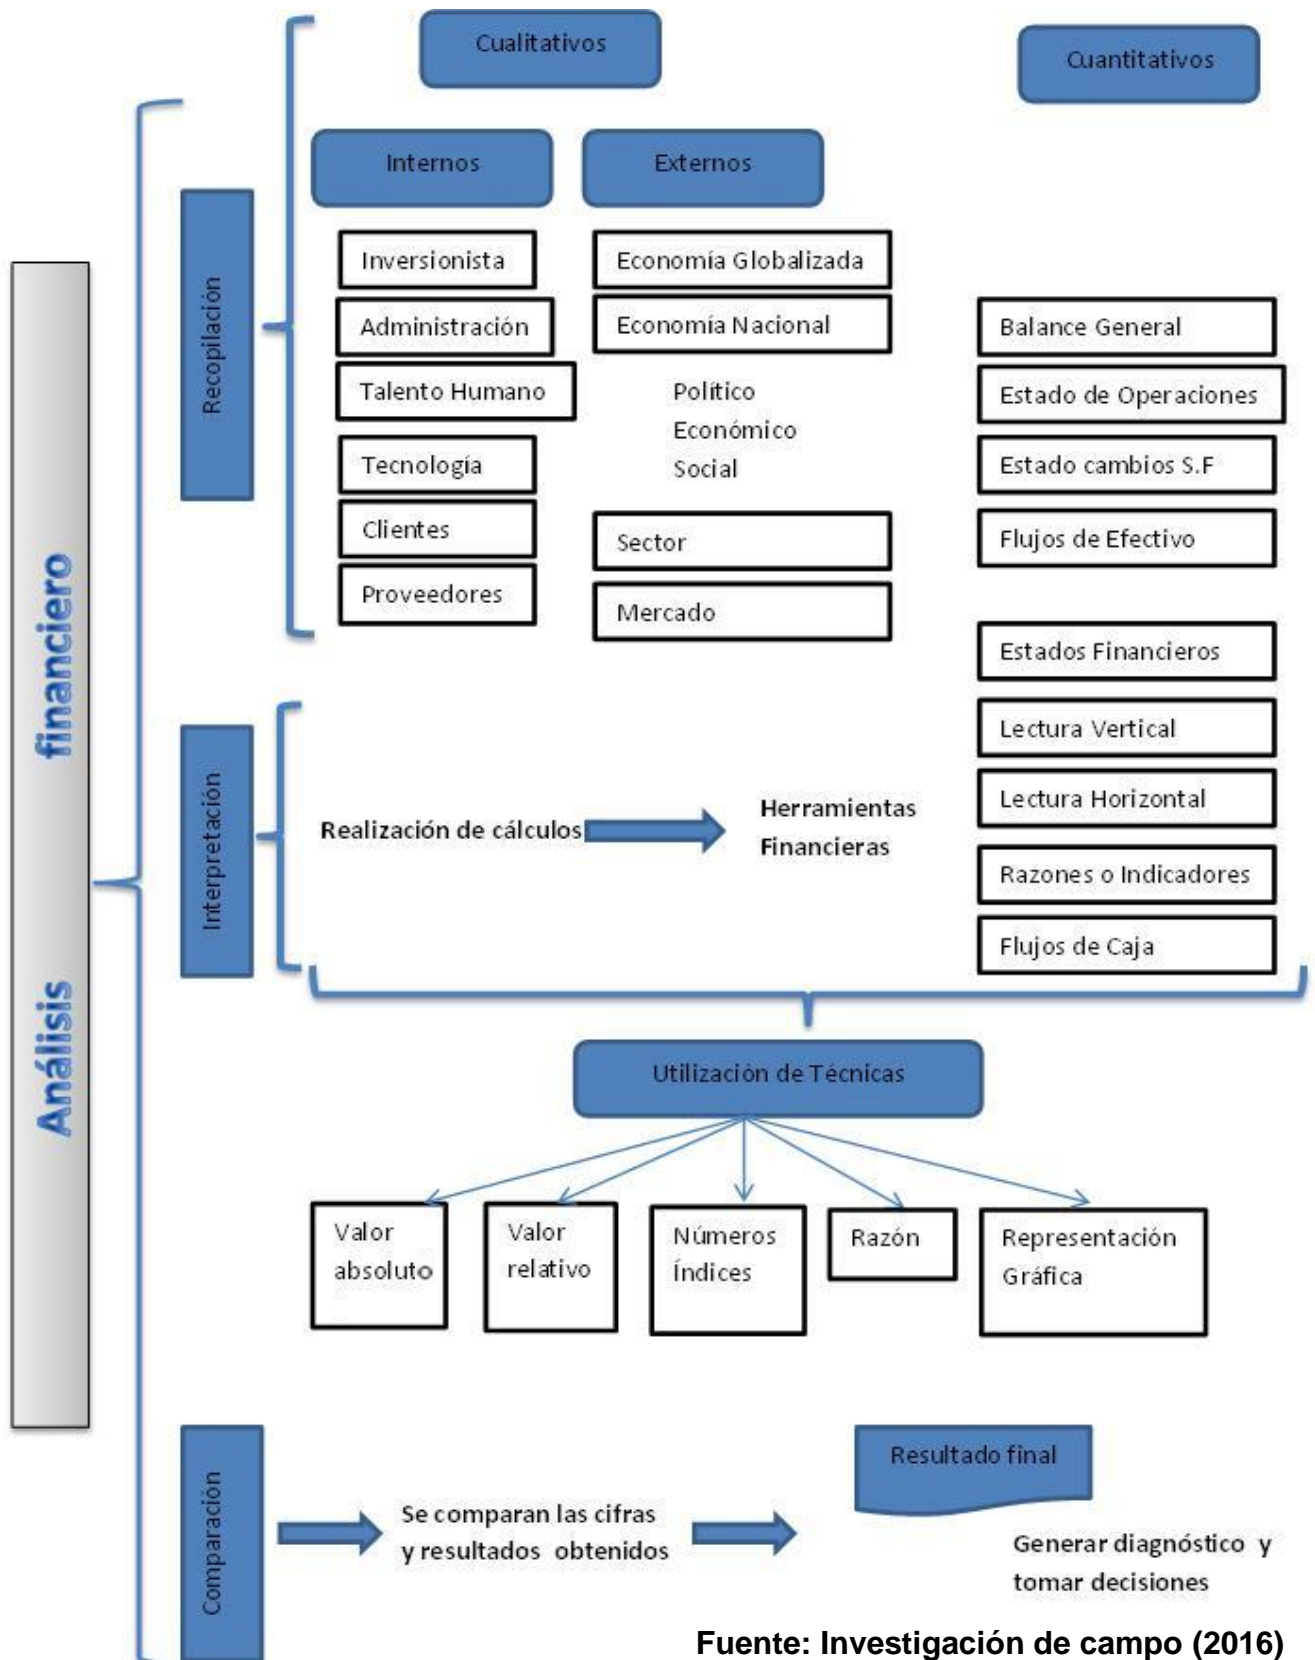 Análisis financiero
Recopilación
Cualitativos
Cuantitativos
Internos
Externos
Inversionista
Administración
Talento Humano
Tecnología
Clientes
Proveedores
Economía Globalizada
Economía Nacional
Político
Económico
Social
Sector
Mercado
Balance General
Estado de Operaciones
Estado cambios S.F
Flujos de Efectivo
Interpretación
Realización de cálculos
Herramientas
Financieras
Estados Financieros
Lectura Vertical
Lectura Horizontal
Razones o Indicadores
Flujos de Caja
Utilización de Técnicas
Valor
absoluto
Valor
relativo
Números
Índices
Razón
Representación
Gráfica
Comparación
Se comparan las cifras
y resultados obtenidos
Resultado final
Generar diagnóstico y
tomar decisiones
Fuente: Investigación de campo (2016)